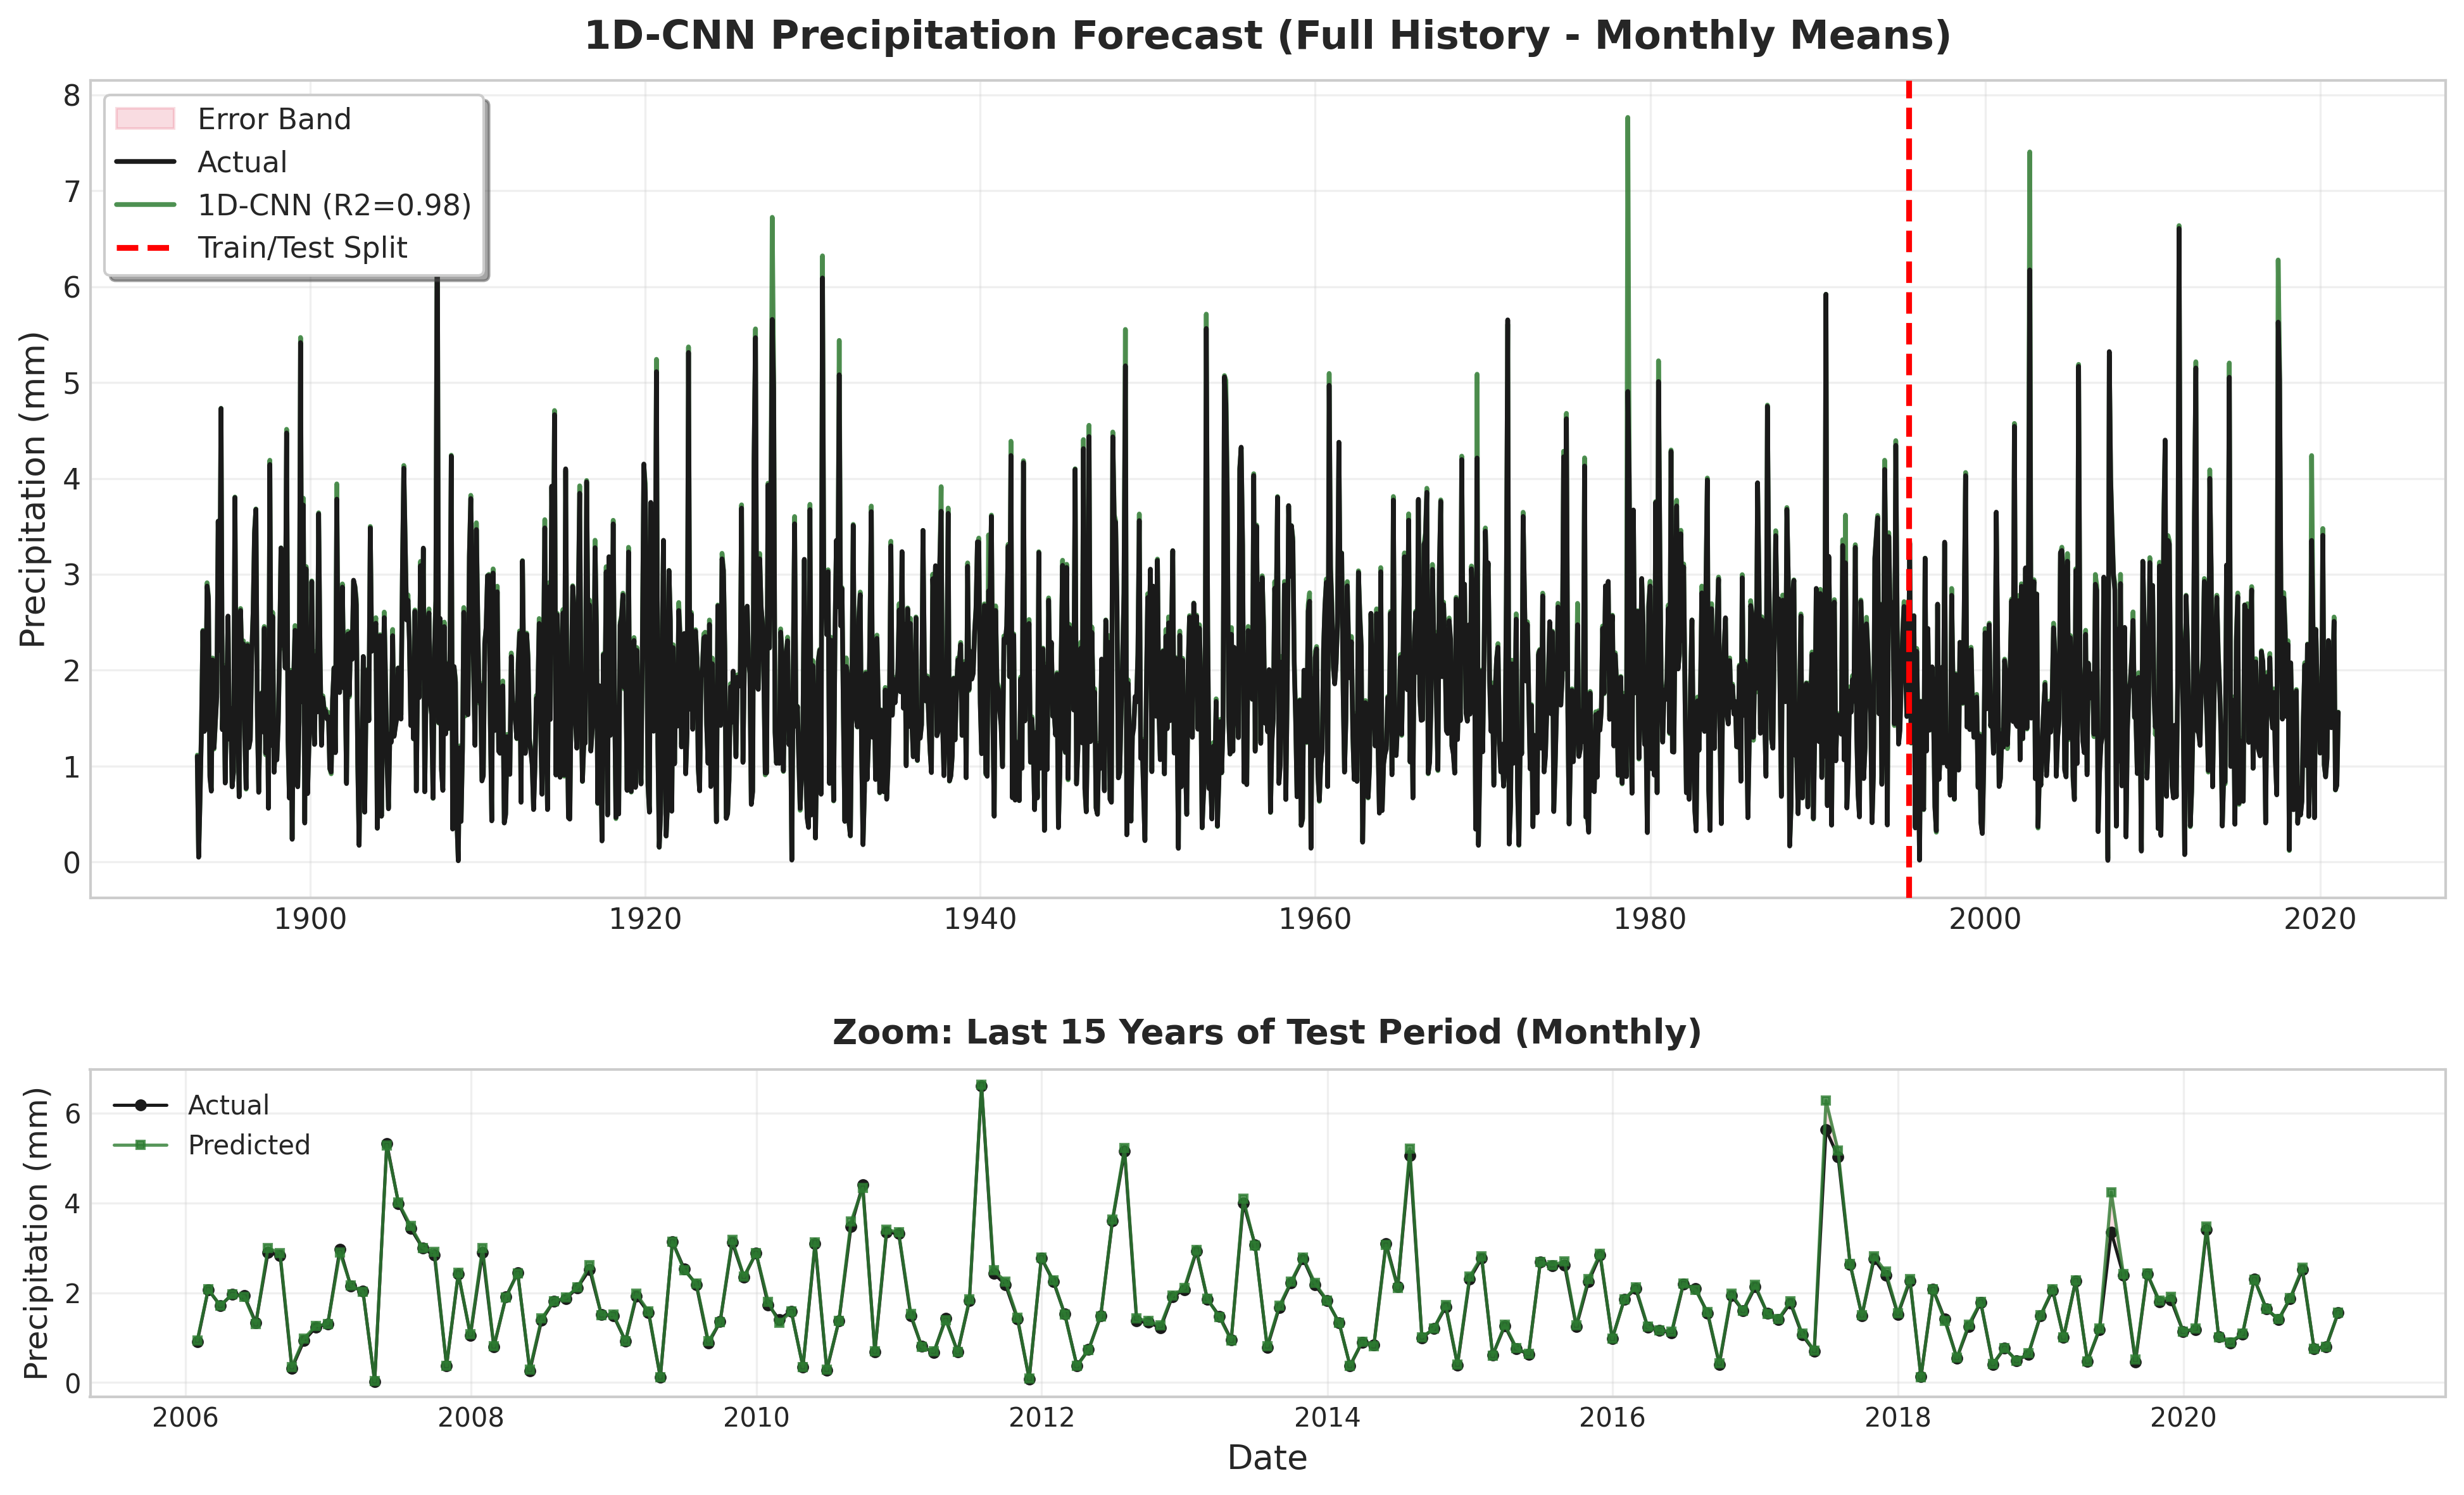 1D-CNN Precipitation Forecast (Full History - Monthly Means)
Precipitation (mm)
8
7
6
5
4
3
2
1
0
Error Band
Actual
1D-CNN (R2=0.98)
Train/Test Split
1900 1920 1940 1960 1980 2000 2020
Zoom: Last 15 Years of Test Period (Monthly)
Precipitation (mm)
6
4
2
0
Actual
Predicted
2006 2008 2010 2012 2014 2016 2018 2020
Date